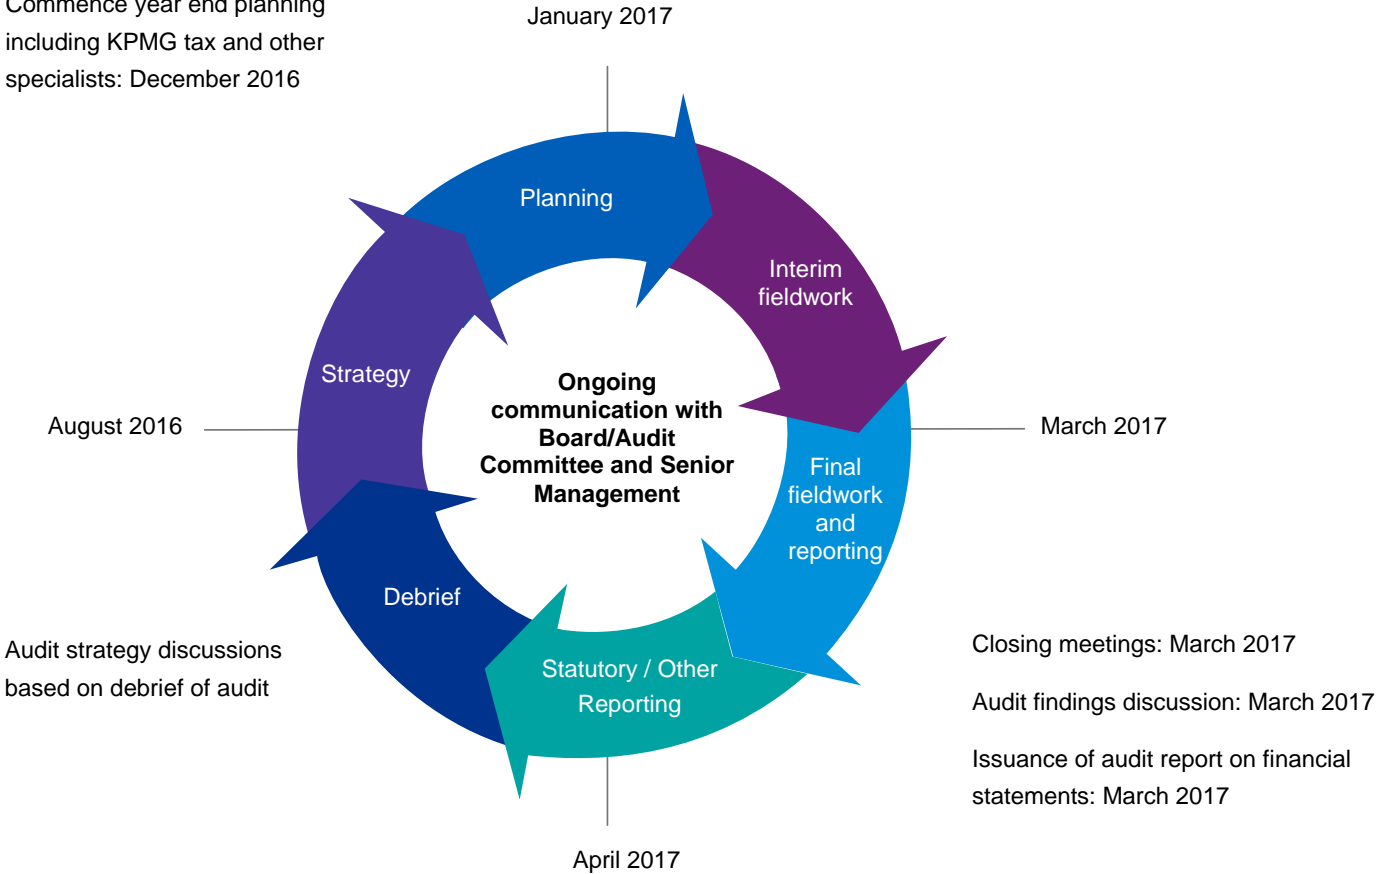 Commence year end planning
including KPMG tax and other
specialists: December 2016
January 2017
Planning
Interim
fieldwork
Strategy
Ongoing
communication with
Board/Audit
Committee and Senior
Management
August 2016
March 2017
Final
fieldwork
and
reporting
Debrief
Statutory / Other
Reporting
Audit strategy discussions
based on debrief of audit
Closing meetings: March 2017
Audit findings discussion: March 2017
Issuance of audit report on financial
statements: March 2017
April 2017